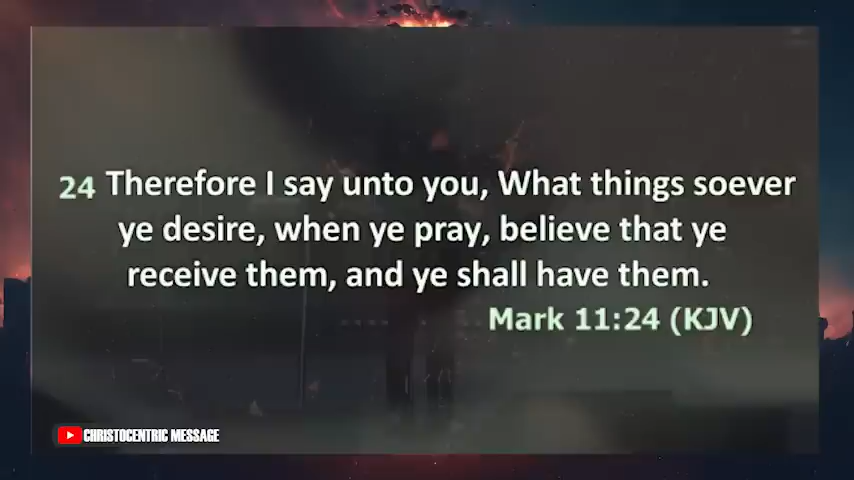 24 Therefore I say unto you, What things soever
ye desire, when ye pray, believe that ye
receive them, and ye shall have them.
Mark 11:24 (KJV)
CHRISTOCENTRIC MESSAGE